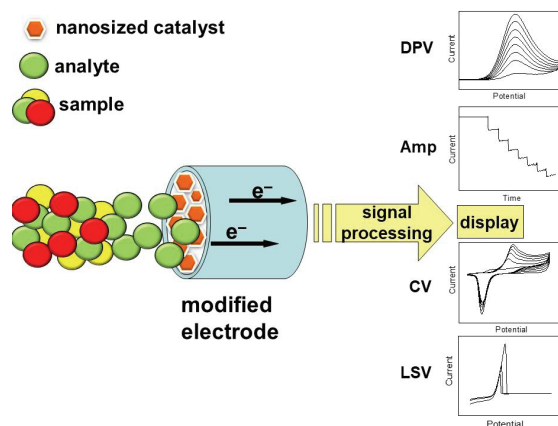 nanosized catalyst
analyte
sample
e−
e−
modified
electrode
signal
processing
display
DPV
Current
Potential
Amp
Current
Time
CV
Current
Potential
LSV
Current
Potential